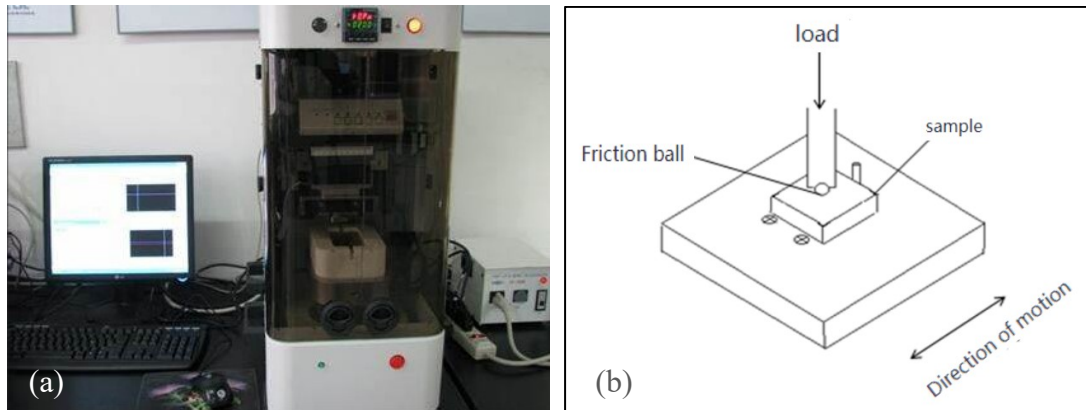 (a)
load
sample
Friction ball
Direction of motion
(b)